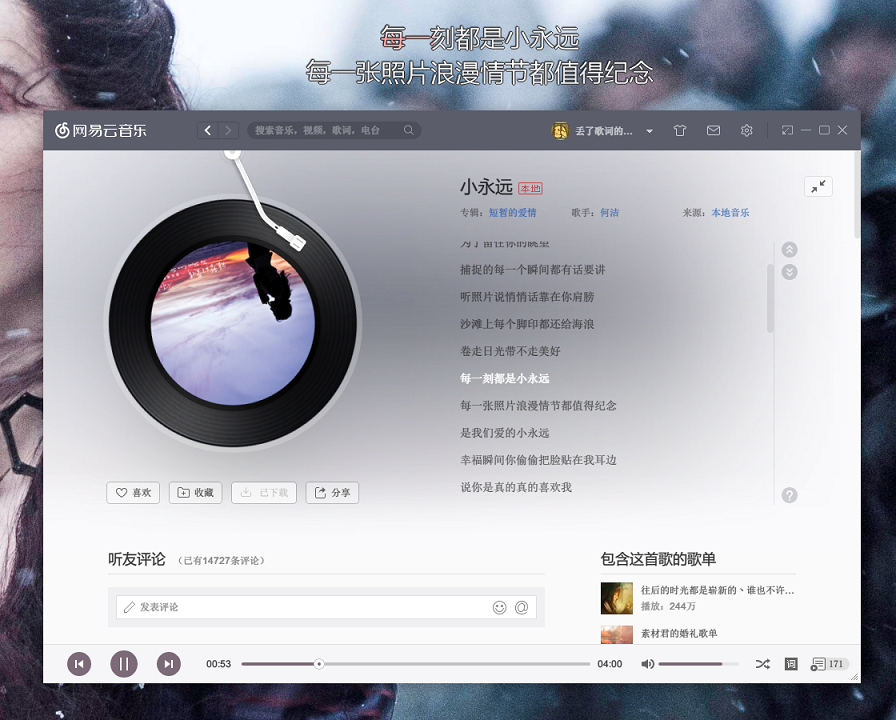 每一刻都是小永远
每一张照片浪漫情节都值得纪念
网易云音乐
搜索音乐，视频，歌词，电台
丢了歌词的...
小永远 本地
专辑：短暂的爱情 歌手：何洁 来源：本地音乐
为了留住你的眺望
捕捉的每一个瞬间都有话要讲
听照片说悄悄话靠在你肩膀
沙滩上每个脚印都还给海浪
卷走日光带不走美好
每一刻都是小永远
每一张照片浪漫情节都值得纪念
是我们爱的小永远
幸福瞬间你偷偷把脸贴在我耳边
说你是真的真的喜欢我
喜欢 收藏 已下载 分享
听友评论 （已有14727条评论）
发表评论
包含这首歌的歌单
往后的时光都是崭新的、谁也不许...
播放：244万
素材君的婚礼歌单
00:53 04:00 词 171